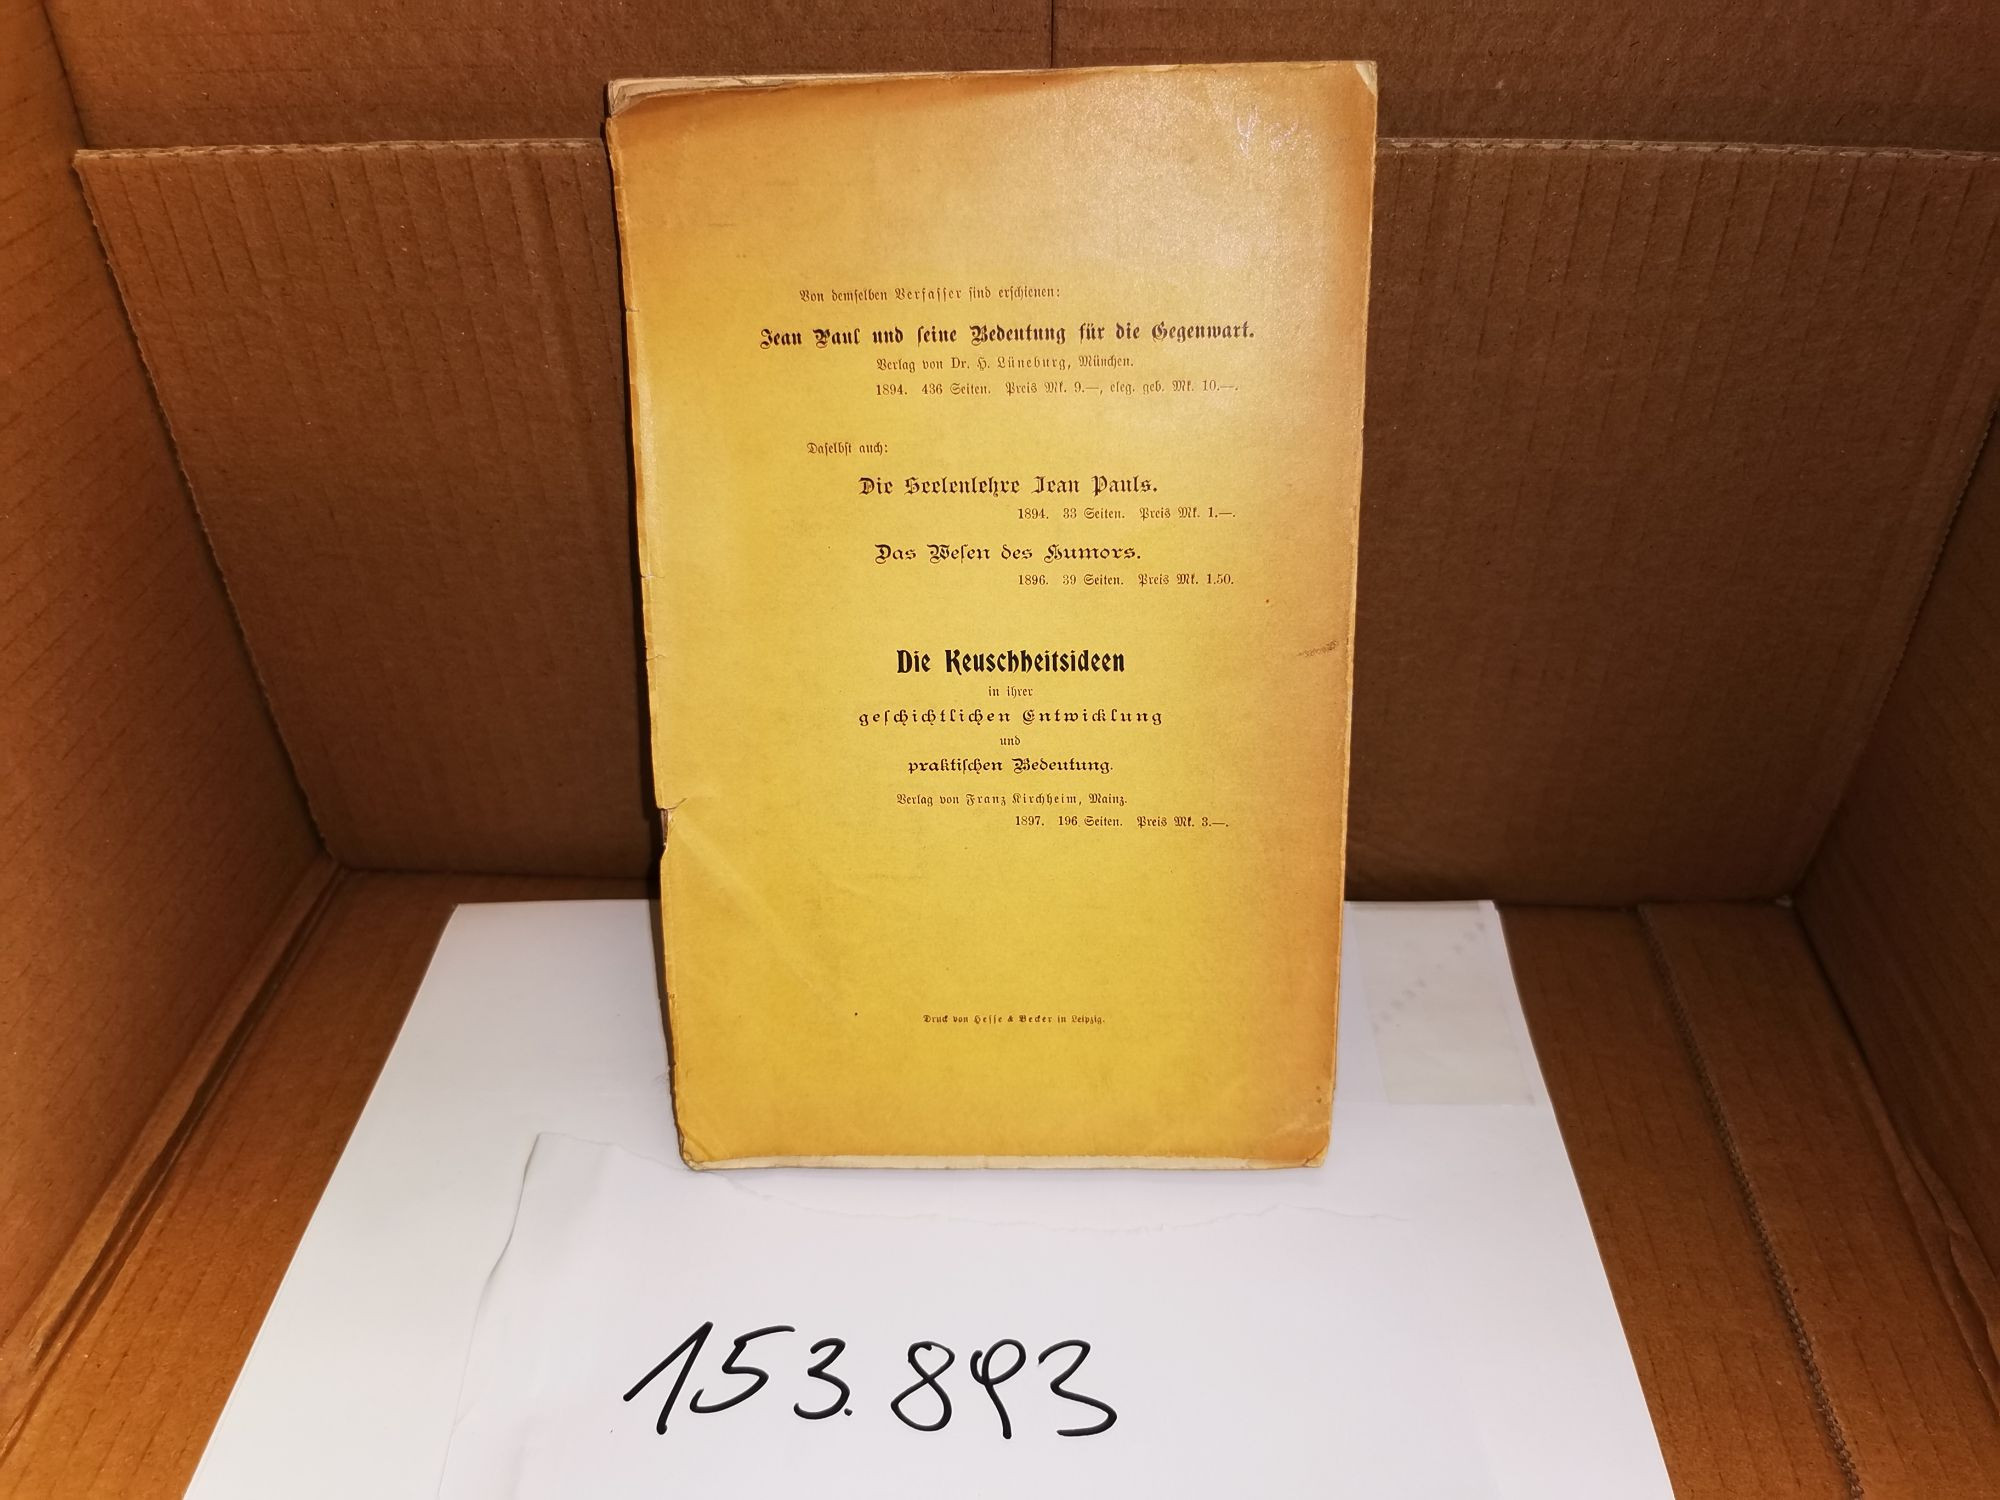 Von demselben Verfasser sind erschienen:
Jean Paul und seine Bedeutung für die Gegenwart.
Verlag von Dr. H. Lüneburg, München.
1894. 436 Seiten. Preis Mk. 9.—, eleg. geb. Mk. 10.—.
Daselbst auch:
Die Seelenlehre Jean Pauls.
1894. 33 Seiten. Preis Mk. 1.—.
Das Wesen des Humors.
1896. 39 Seiten. Preis Mk. 1.50.
Die Keuschheitsideen
in ihrer
geschichtlichen Entwicklung
und
praktischen Bedeutung.
Verlag von Franz Kirchheim, Mainz.
1897. 196 Seiten. Preis Mk. 3.—.
Druck von Hesse & Becker in Leipzig.
153.893